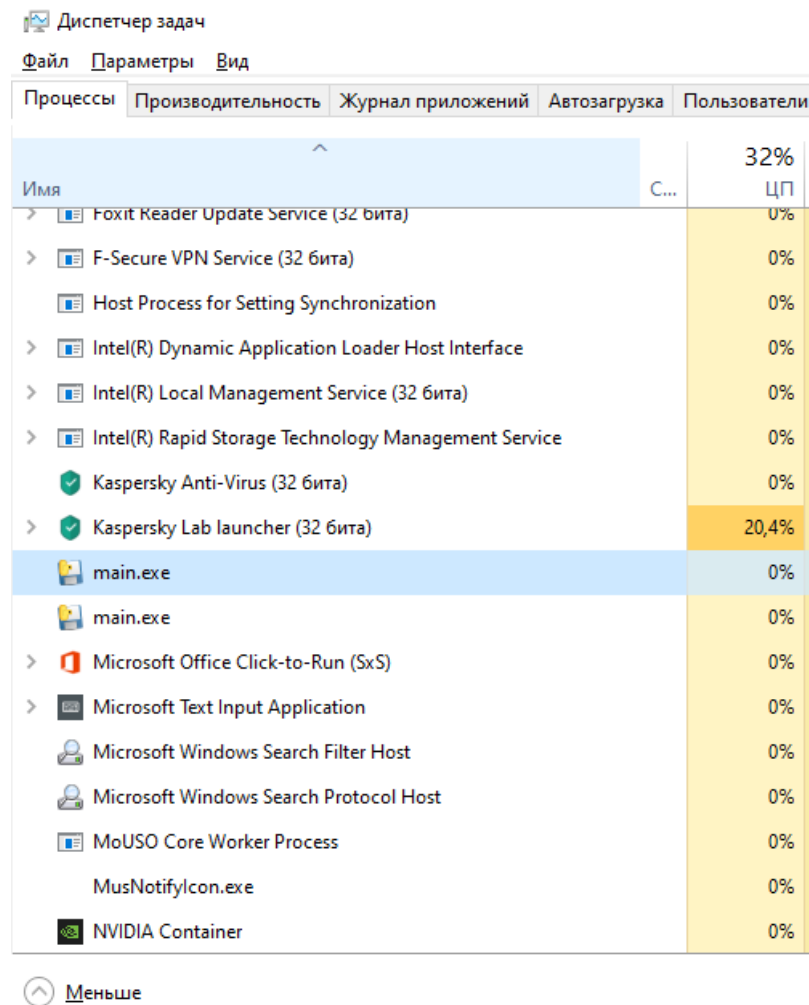 Диспетчер задач
Файл Параметры Вид
Процессы Производительность Журнал приложений Автозагрузка Пользователи
32%
Имя С... ЦП
Foxit Reader Update Service (32 бита) 0%
F-Secure VPN Service (32 бита) 0%
Host Process for Setting Synchronization 0%
Intel(R) Dynamic Application Loader Host Interface 0%
Intel(R) Local Management Service (32 бита) 0%
Intel(R) Rapid Storage Technology Management Service 0%
Kaspersky Anti-Virus (32 бита) 0%
Kaspersky Lab launcher (32 бита) 20,4%
main.exe 0%
main.exe 0%
Microsoft Office Click-to-Run (SxS) 0%
Microsoft Text Input Application 0%
Microsoft Windows Search Filter Host 0%
Microsoft Windows Search Protocol Host 0%
MoUSO Core Worker Process 0%
MusNotifyIcon.exe 0%
NVIDIA Container 0%
Меньше